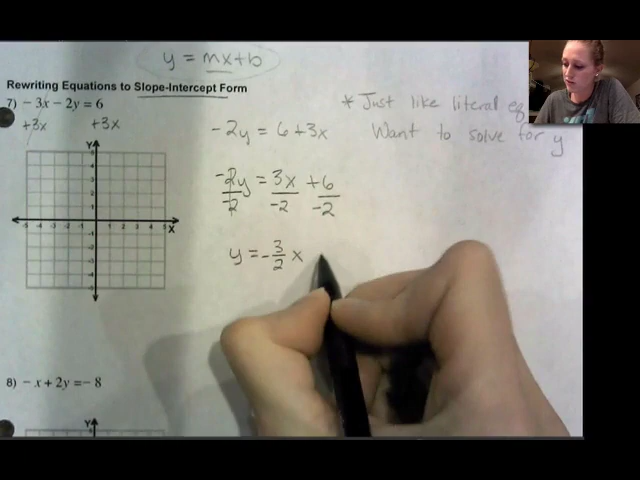 y = mx+b
Rewriting Equations to Slope-Intercept Form
7) − 3x − 2y = 6
+3x +3x
* Just like literal eq
Want to solve for y
-2y = 6+3x
-2y = 3x +6
-2 -2 -2
y = -3/2 x
Y
X
8) − x + 2y = − 8
Y